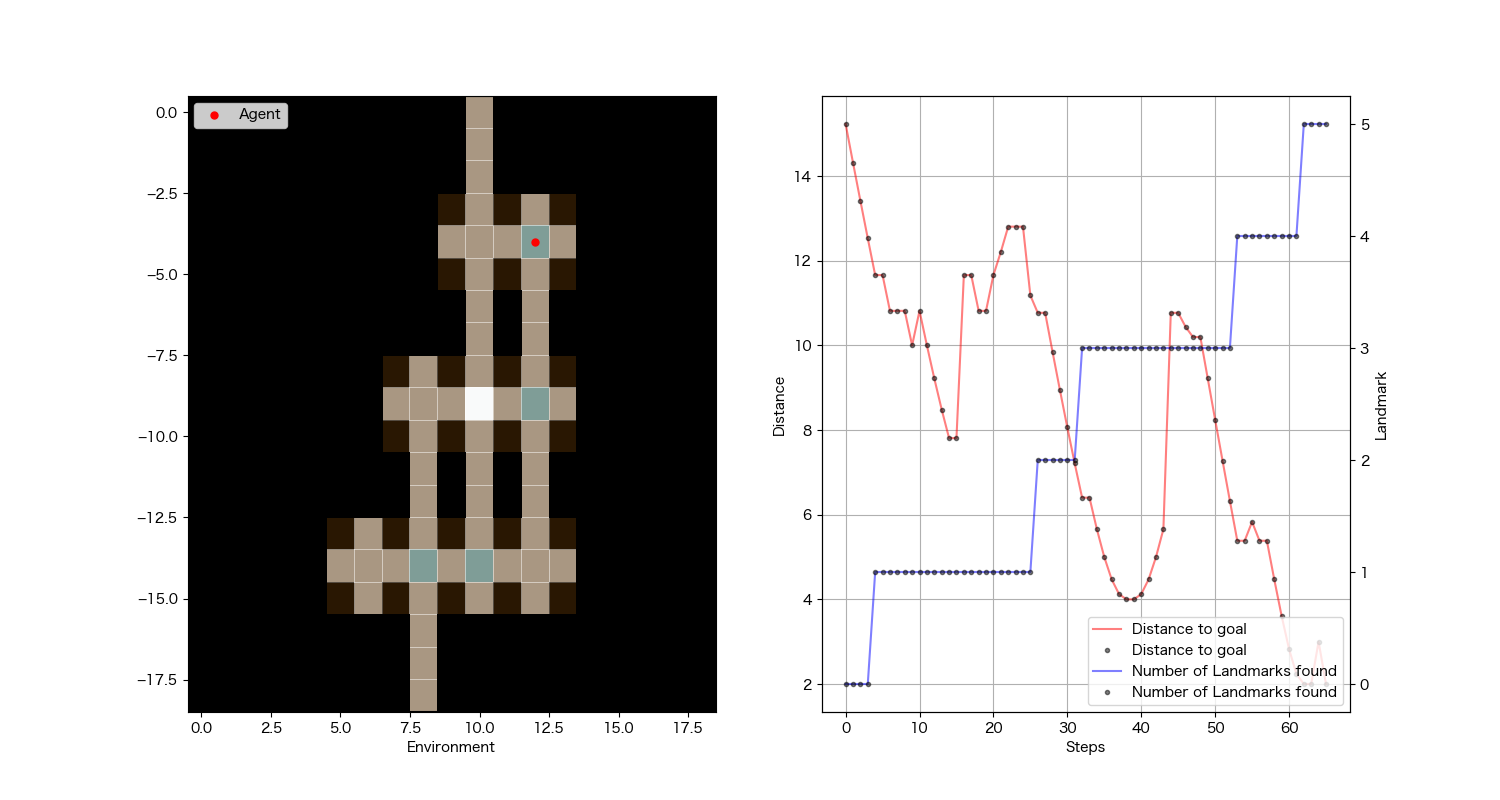 Agent
0.0
−2.5
−5.0
−7.5
−10.0
−12.5
−15.0
−17.5
0.0 2.5 5.0 7.5 10.0 12.5 15.0 17.5
Environment
14
12
10
8
6
4
2
Distance
5
4
3
2
1
0
Landmark
Distance to goal
Distance to goal
Number of Landmarks found
Number of Landmarks found
0 10 20 30 40 50 60
Steps